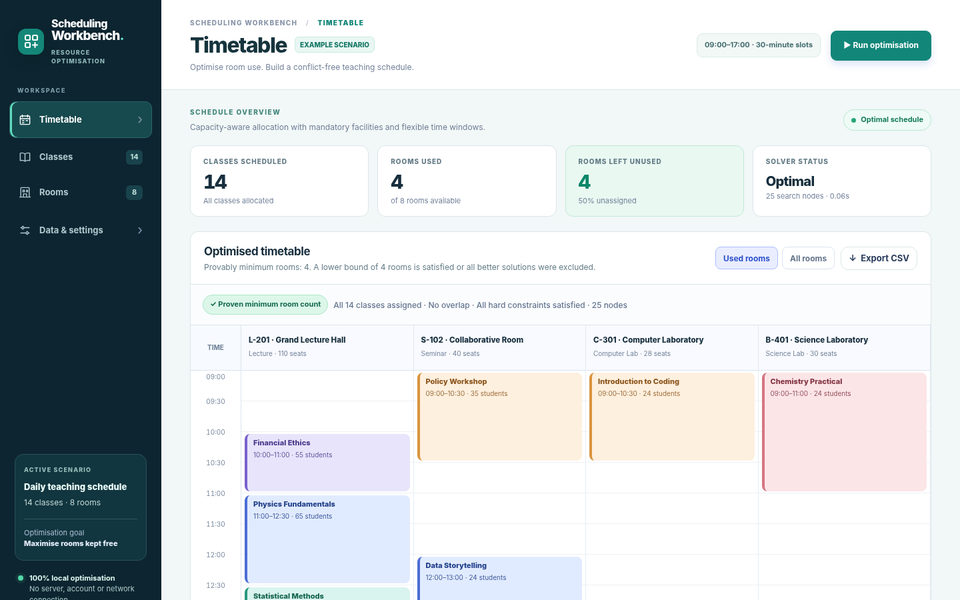 Scheduling
Workbench.
RESOURCE
OPTIMISATION
WORKSPACE
Timetable
Classes 14
Rooms 8
Data & settings
ACTIVE SCENARIO
Daily teaching schedule
14 classes · 8 rooms
Optimisation goal
Maximise rooms kept free
100% local optimisation
No server, account or network
connection
SCHEDULING WORKBENCH / TIMETABLE
Timetable EXAMPLE SCENARIO
Optimise room use. Build a conflict-free teaching schedule.
09:00–17:00 · 30-minute slots
▶ Run optimisation
SCHEDULE OVERVIEW
Capacity-aware allocation with mandatory facilities and flexible time windows.
Optimal schedule
CLASSES SCHEDULED
14
All classes allocated
ROOMS USED
4
of 8 rooms available
ROOMS LEFT UNUSED
4
50% unassigned
SOLVER STATUS
Optimal
25 search nodes · 0.06s
Optimised timetable
Provably minimum rooms: 4. A lower bound of 4 rooms is satisfied or all better solutions were excluded.
Used rooms
All rooms
↓ Export CSV
✓ Proven minimum room count
All 14 classes assigned · No overlap · All hard constraints satisfied · 25 nodes
TIME
L-201 · Grand Lecture Hall
Lecture · 110 seats
S-102 · Collaborative Room
Seminar · 40 seats
C-301 · Computer Laboratory
Computer Lab · 28 seats
B-401 · Science Laboratory
Science Lab · 30 seats
09:00
09:30
10:00
10:30
11:00
11:30
12:00
12:30
Financial Ethics
10:00–11:00 · 55 students
Physics Fundamentals
11:00–12:30 · 65 students
Statistical Methods
Policy Workshop
09:00–10:30 · 35 students
Data Storytelling
12:00–13:00 · 24 students
Introduction to Coding
09:00–10:30 · 24 students
Chemistry Practical
09:00–11:00 · 24 students